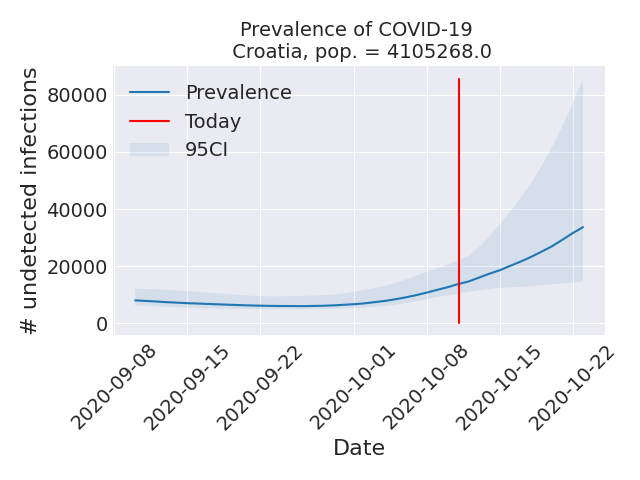 Prevalence of COVID-19
Croatia, pop. = 4105268.0
# undetected infections
80000
60000
40000
20000
0
Prevalence
Today
95CI
2020-09-08
2020-09-15
2020-09-22
2020-10-01
2020-10-08
2020-10-15
2020-10-22
Date